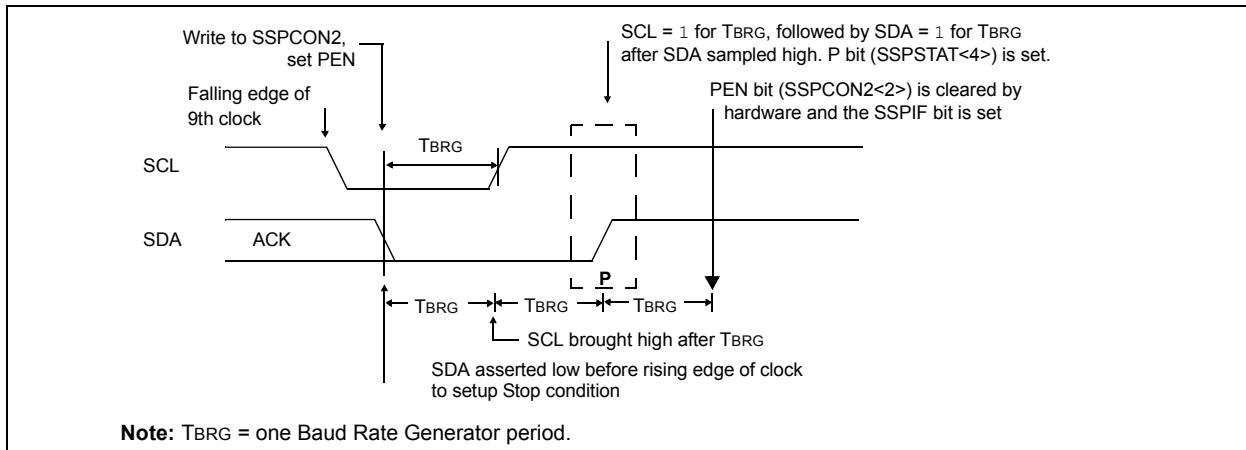 Write to SSPCON2,
set PEN
SCL = 1 for TBRG, followed by SDA = 1 for TBRG
after SDA sampled high. P bit (SSPSTAT<4>) is set.
Falling edge of
9th clock
PEN bit (SSPCON2<2>) is cleared by
hardware and the SSPIF bit is set
TBRG
SCL
SDA
ACK
P
TBRG
TBRG
TBRG
SCL brought high after TBRG
SDA asserted low before rising edge of clock
to setup Stop condition
Note: TBRG = one Baud Rate Generator period.